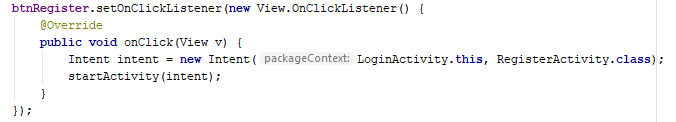 btnRegister.setOnClickListener(new View.OnClickListener() {
@Override
public void onClick(View v) {
Intent intent = new Intent( packageContext: LoginActivity.this, RegisterActivity.class);
startActivity(intent);
}
});